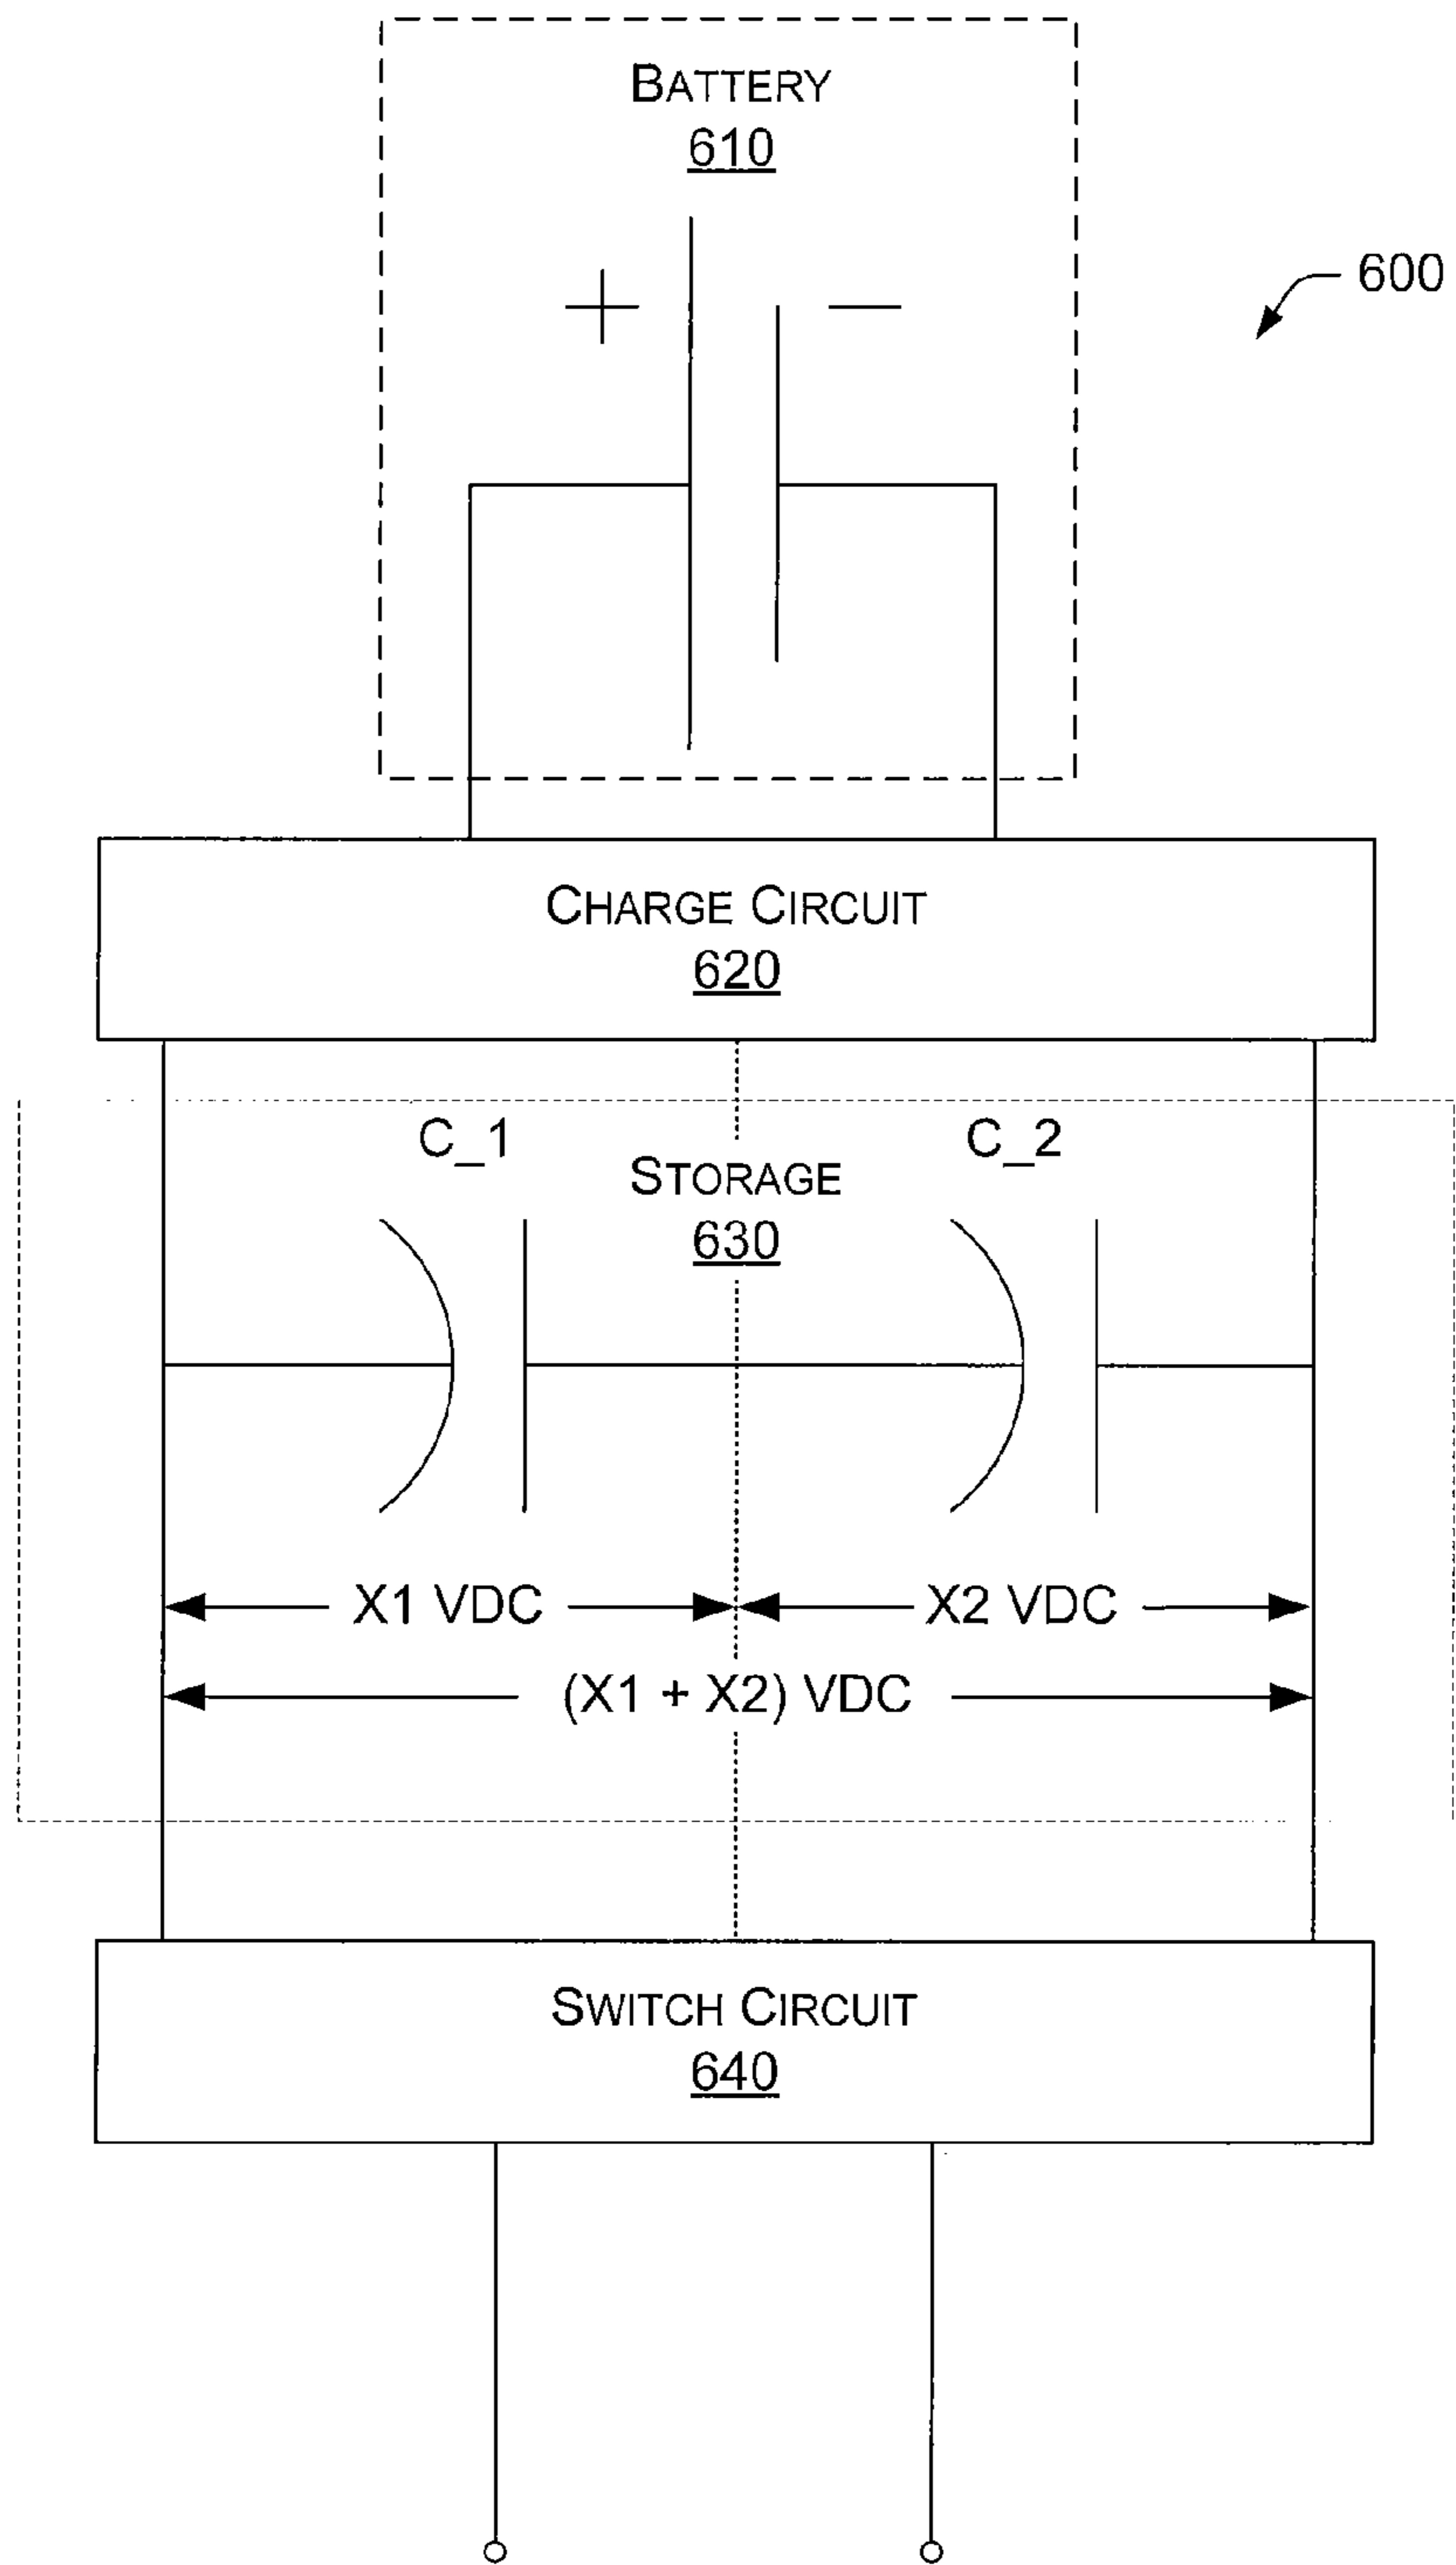 BATTERY
610
+ −
600
CHARGE CIRCUIT
620
C_1
C_2
STORAGE
630
X1 VDC
X2 VDC
(X1 + X2) VDC
SWITCH CIRCUIT
640